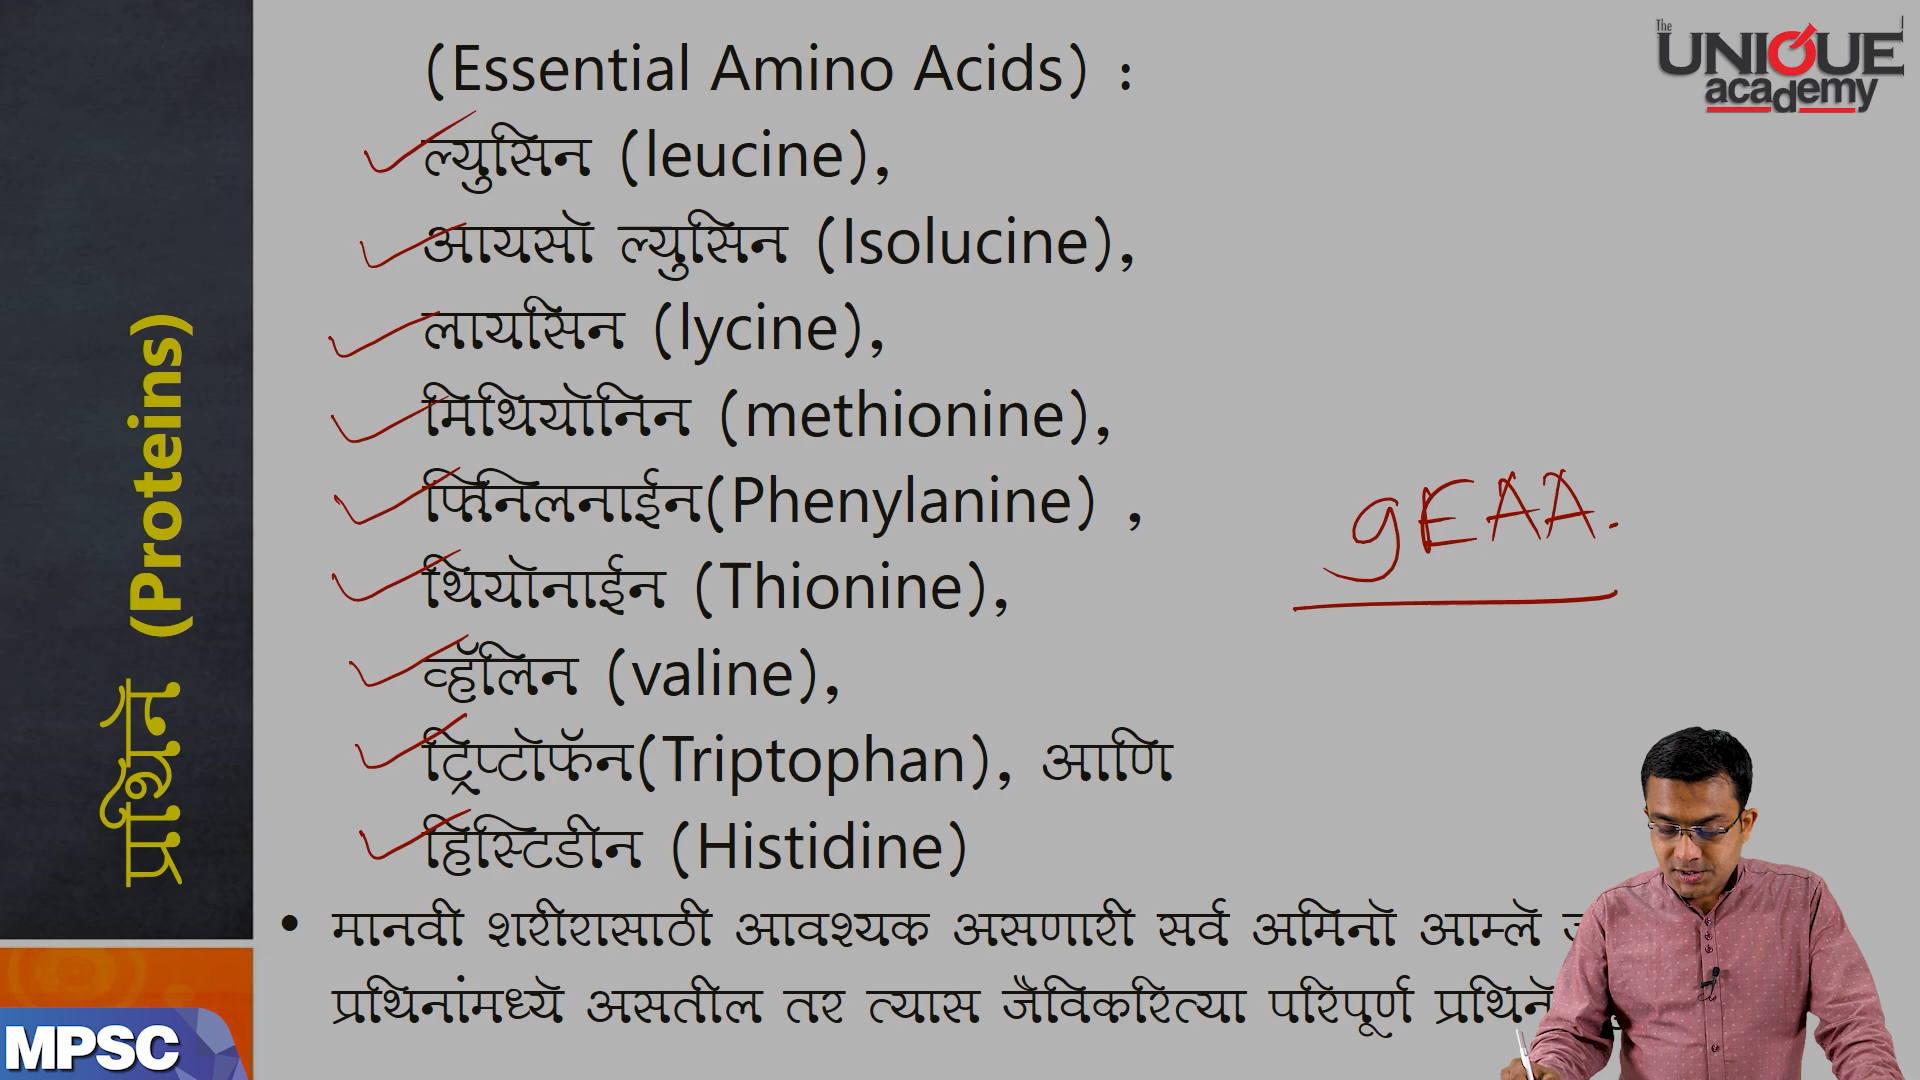 The
UNIQUE
academy
(Essential Amino Acids) :
ल्युसिन (leucine),
आयसो ल्युसिन (Isolucine),
लायसिन (lycine),
मिथियोनिन (methionine),
फिनिलनाईन(Phenylanine) ,
थियोनाईन (Thionine),
व्हॅलिन (valine),
ट्रिप्टोफॅन(Triptophan), आणि
हिस्टिडीन (Histidine)
9EAA.
• मानवी शरीरासाठी आवश्यक असणारी सर्व अमिनो आम्ले
प्रथिनांमध्ये असतील तर त्यास जैविकरित्या परिपूर्ण प्रथिने
प्रथिने (Proteins)
MPSC